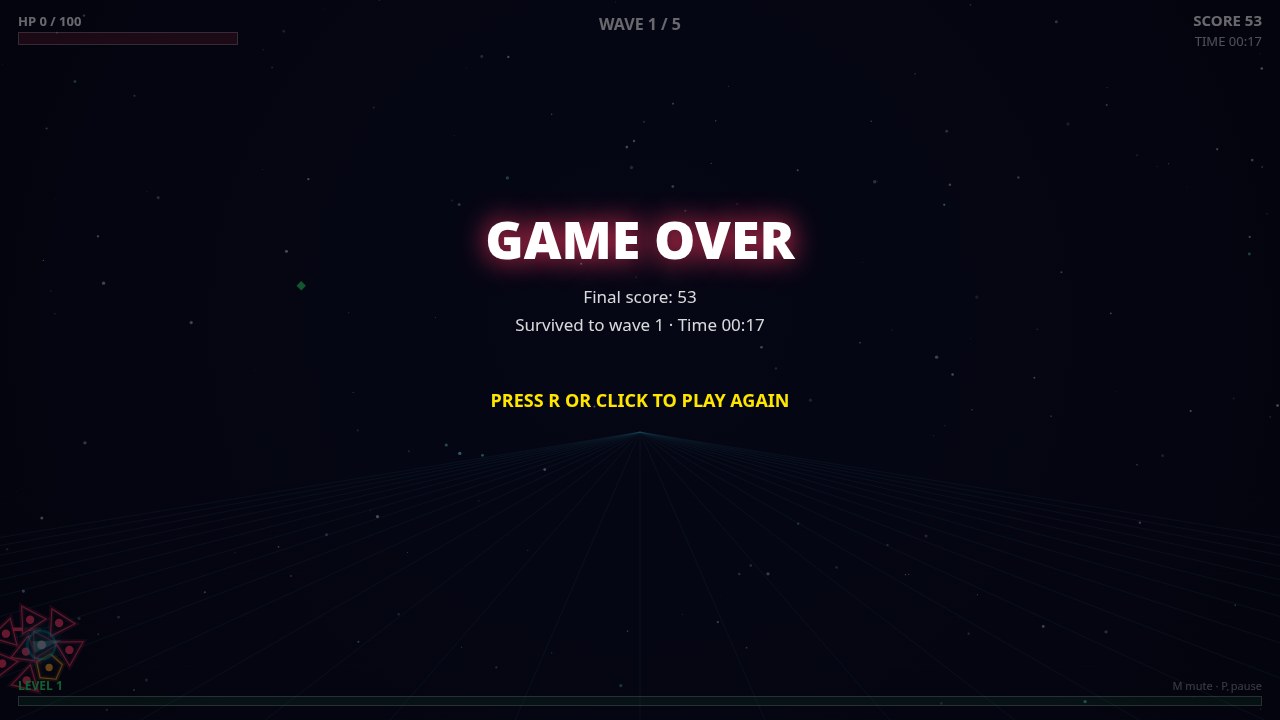 HP 0 / 100
WAVE 1 / 5
SCORE 53
TIME 00:17
GAME OVER
Final score: 53
Survived to wave 1 · Time 00:17
PRESS R OR CLICK TO PLAY AGAIN
LEVEL 1
M mute · P pause